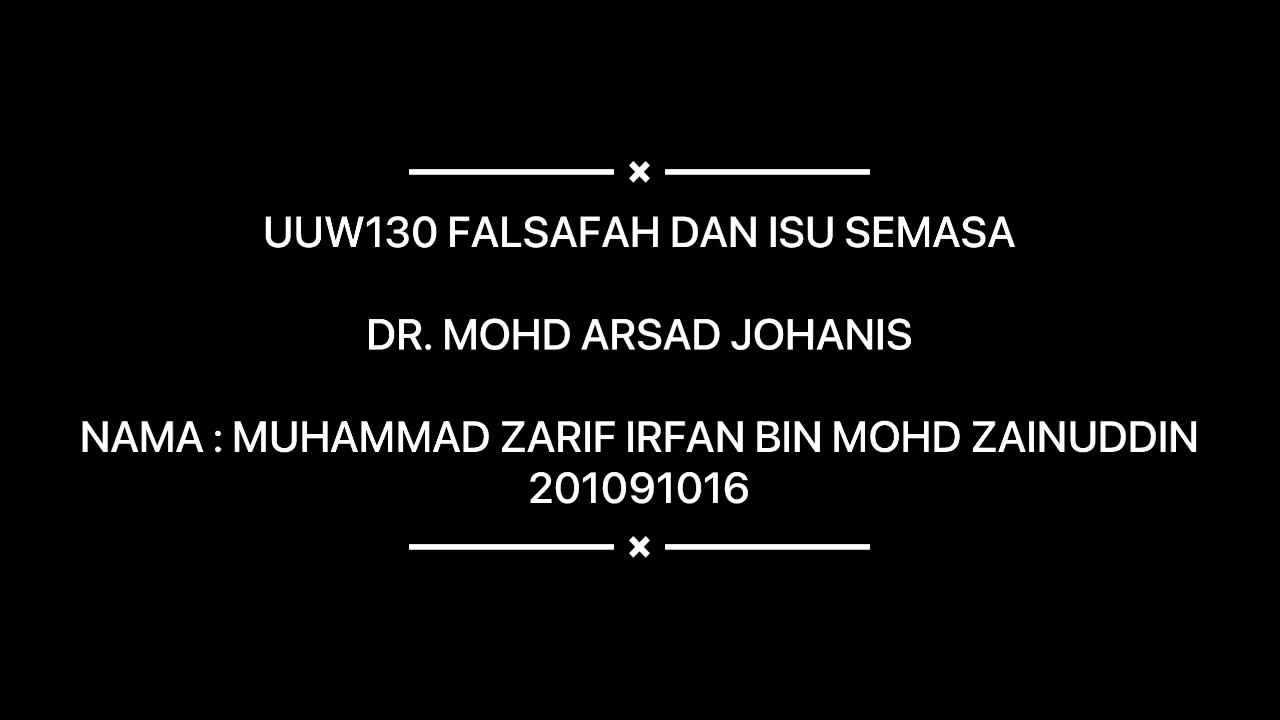 UUW130 FALSAFAH DAN ISU SEMASA
DR. MOHD ARSAD JOHANIS
NAMA : MUHAMMAD ZARIF IRFAN BIN MOHD ZAINUDDIN
201091016